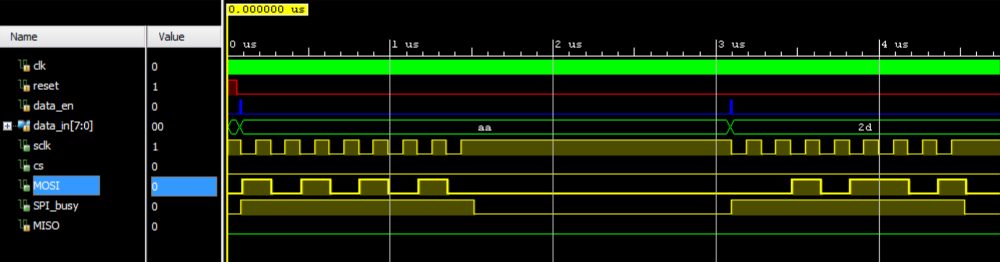 0.000000 us
Name Value
0 us 1 us 2 us 3 us 4 us
clk 0
reset 1
data_en 0
data_in[7:0] 00 aa 2d
sclk 1
cs 0
MOSI 0
SPI_busy 0
MISO 0